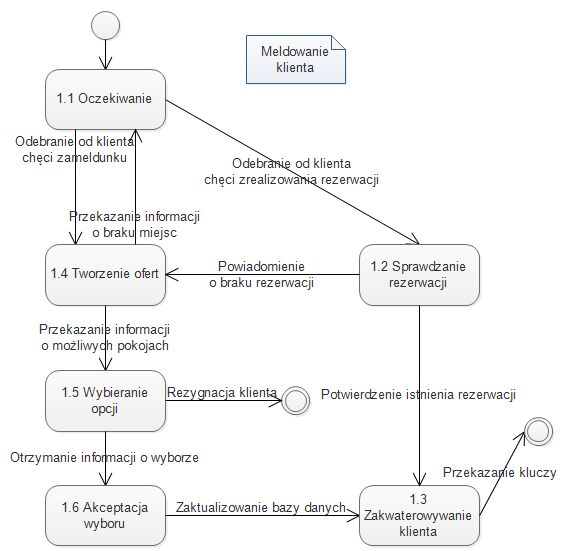 Meldowanie
klienta
1.1 Oczekiwanie
Odebranie od klienta
chęci zameldunku
Odebranie od klienta
chęci zrealizowania rezerwacji
Przekazanie informacji
o braku miejsc
1.4 Tworzenie ofert
Powiadomienie
o braku rezerwacji
1.2 Sprawdzanie
rezerwacji
Przekazanie informacji
o możliwych pokojach
1.5 Wybieranie
opcji
Rezygnacja klienta
Potwierdzenie istnienia rezerwacji
Otrzymanie informacji o wyborze
Przekazanie kluczy
1.6 Akceptacja
wyboru
Zaktualizowanie bazy danych
1.3
Zakwaterowywanie
klienta